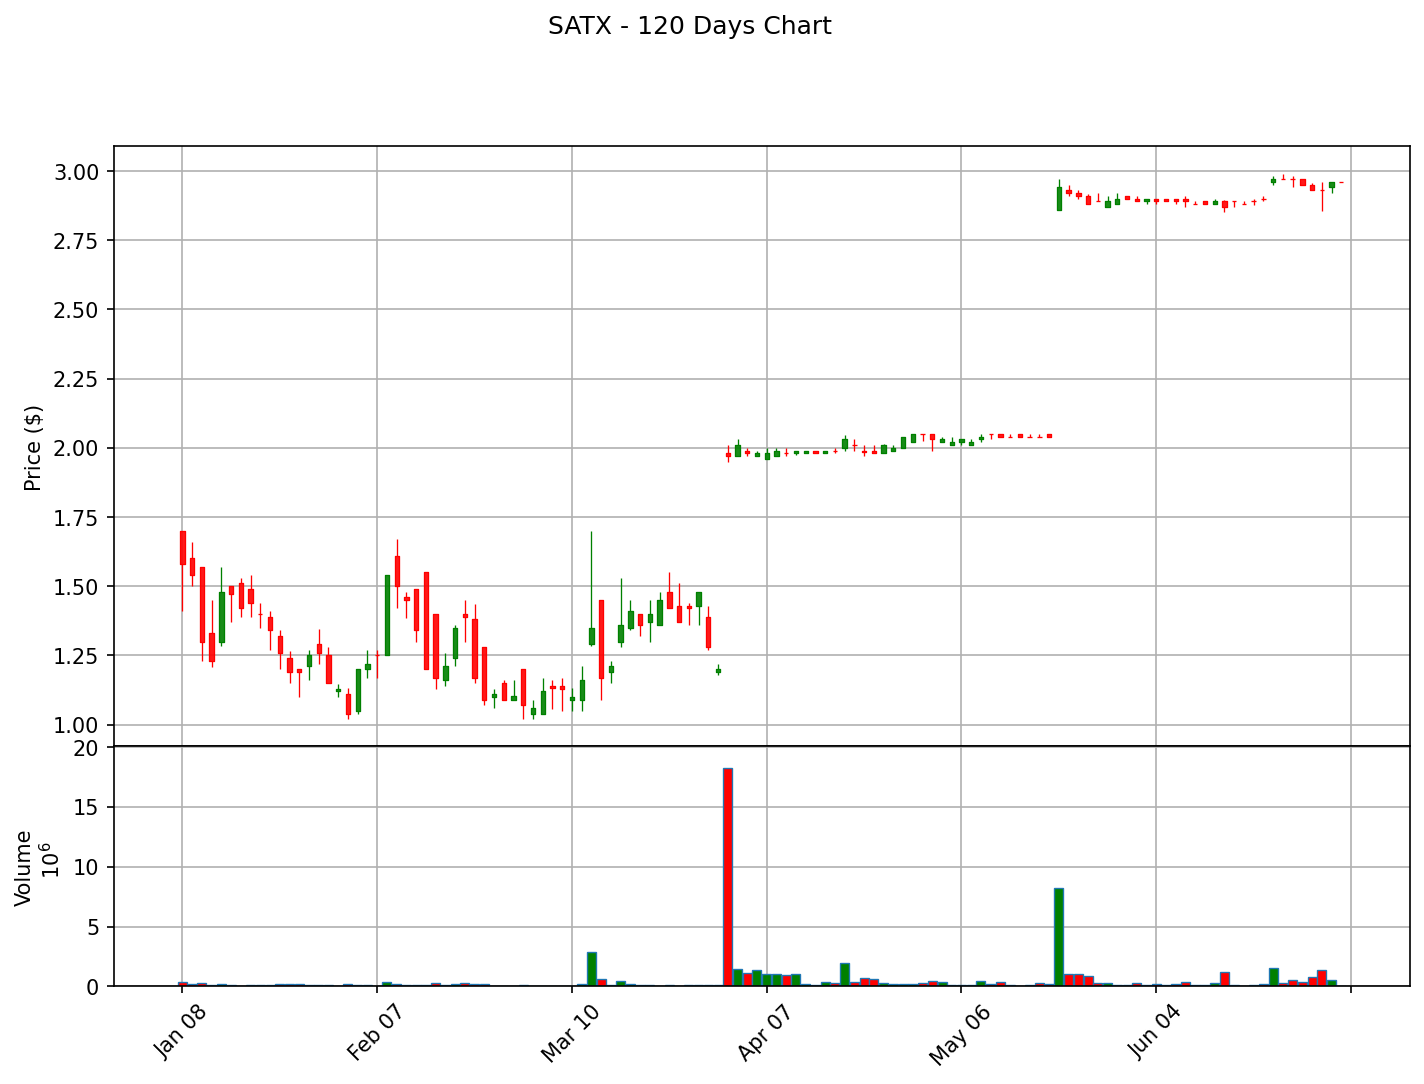 SATX - 120 Days Chart
3.00
2.75
2.50
2.25
2.00
1.75
1.50
1.25
1.00
Price ($)
20
15
10
5
0
Volume
10⁶
Jan 08
Feb 07
Mar 10
Apr 07
May 06
Jun 04